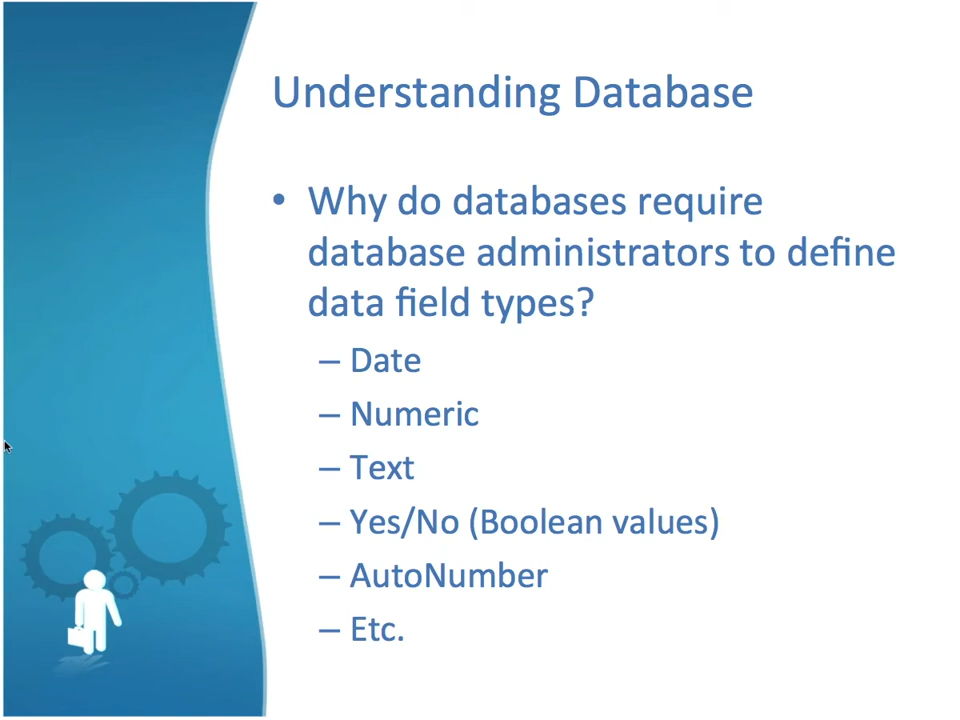 Understanding Database
• Why do databases require
database administrators to define
data field types?
– Date
– Numeric
– Text
– Yes/No (Boolean values)
– AutoNumber
– Etc.